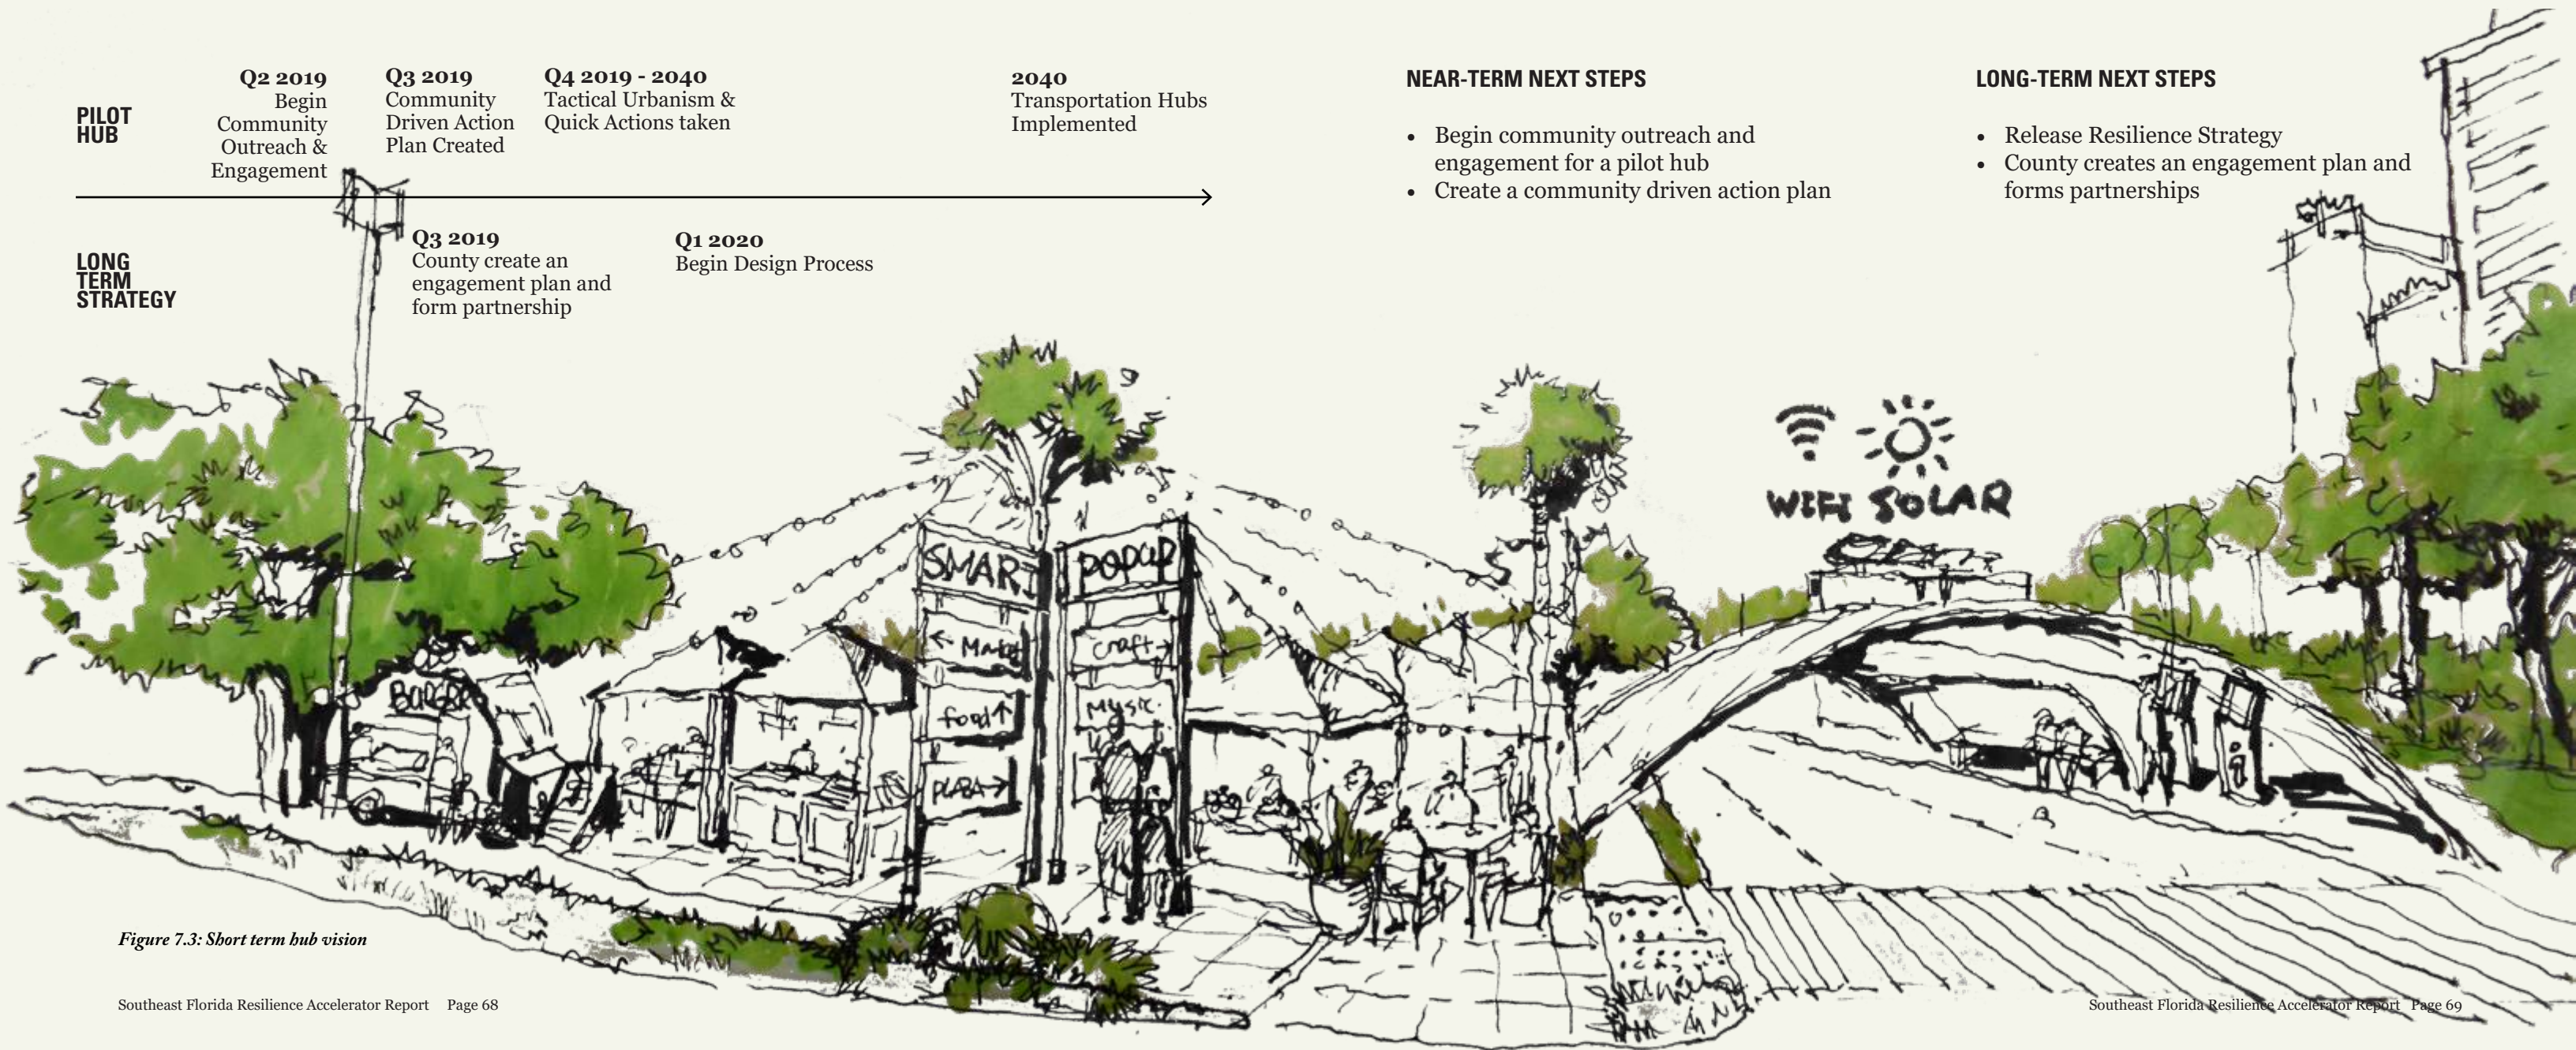 PILOT
HUB
Q2 2019
Begin
Community
Outreach &
Engagement
Q3 2019
Community
Driven Action
Plan Created
Q4 2019 - 2040
Tactical Urbanism &
Quick Actions taken
2040
Transportation Hubs
Implemented
LONG
TERM
STRATEGY
Q3 2019
County create an
engagement plan and
form partnership
Q1 2020
Begin Design Process
NEAR-TERM NEXT STEPS
• Begin community outreach and
engagement for a pilot hub
• Create a community driven action plan
LONG-TERM NEXT STEPS
• Release Resilience Strategy
• County creates an engagement plan and
forms partnerships
WIFI SOLAR
SMART
← Market
food ↑
POPUP
craft →
Music
i
Figure 7.3: Short term hub vision
Southeast Florida Resilience Accelerator Report Page 68
Southeast Florida Resilience Accelerator Report Page 69